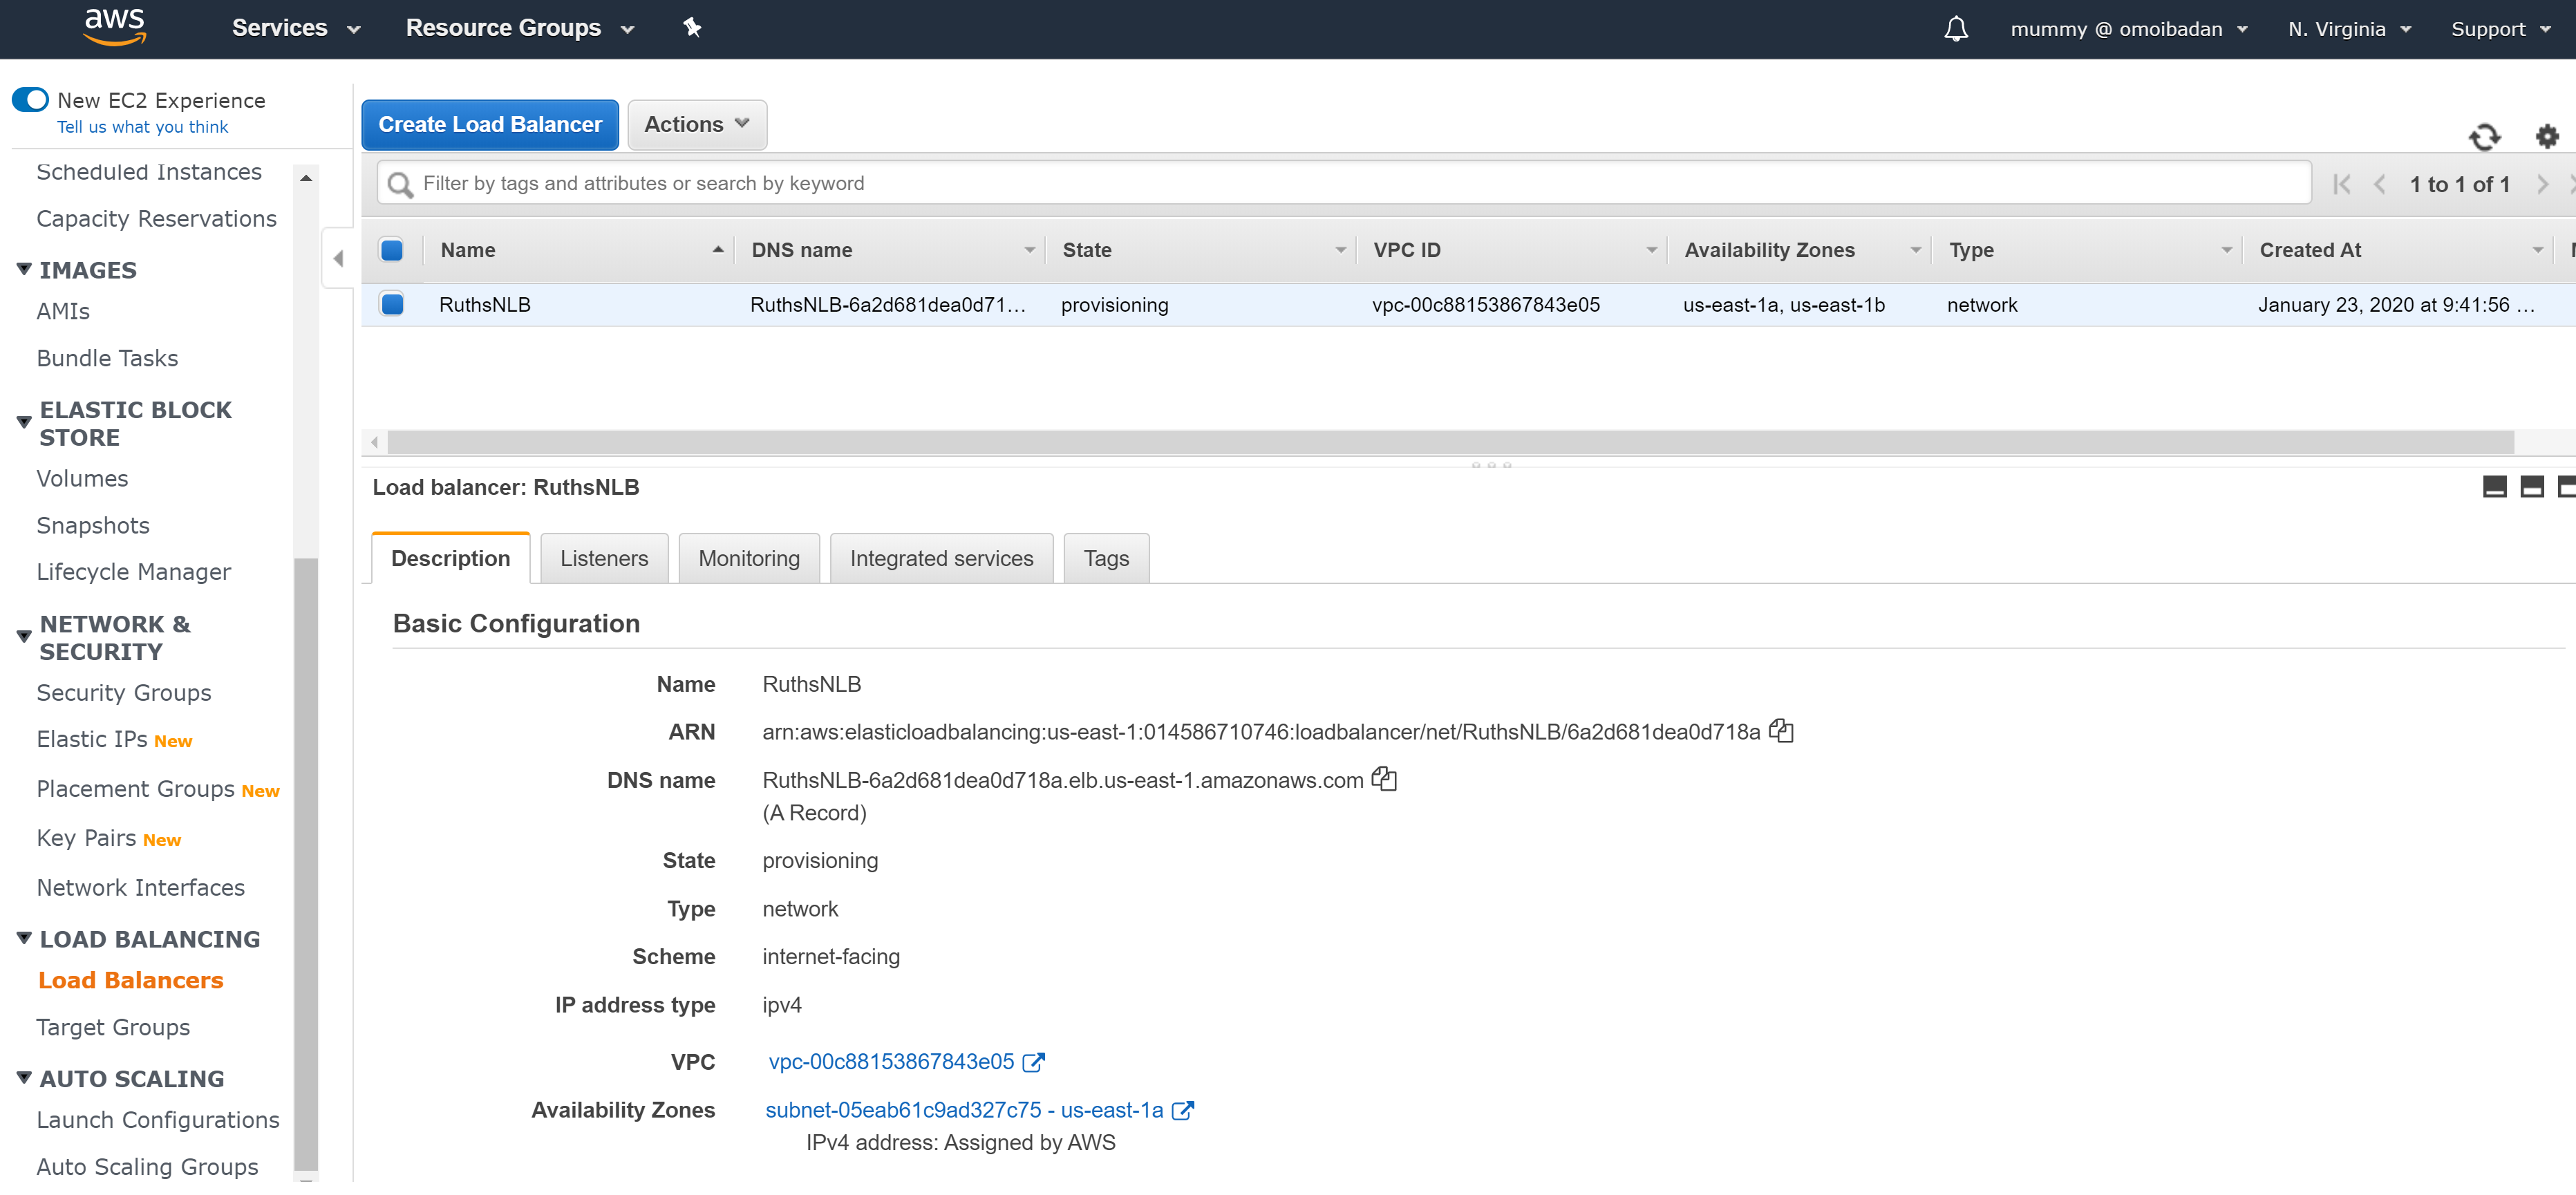 aws
Services
Resource Groups
mummy @ omoibadan
N. Virginia
Support
New EC2 Experience
Tell us what you think
Scheduled Instances
Capacity Reservations
IMAGES
AMIs
Bundle Tasks
ELASTIC BLOCK
STORE
Volumes
Snapshots
Lifecycle Manager
NETWORK &
SECURITY
Security Groups
Elastic IPs New
Placement Groups New
Key Pairs New
Network Interfaces
LOAD BALANCING
Load Balancers
Target Groups
AUTO SCALING
Launch Configurations
Auto Scaling Groups
Create Load Balancer
Actions
Filter by tags and attributes or search by keyword
1 to 1 of 1
Name DNS name State VPC ID Availability Zones Type Created At
RuthsNLB RuthsNLB-6a2d681dea0d71... provisioning vpc-00c88153867843e05 us-east-1a, us-east-1b network January 23, 2020 at 9:41:56 ...
Load balancer: RuthsNLB
Description Listeners Monitoring Integrated services Tags
Basic Configuration
Name RuthsNLB
ARN arn:aws:elasticloadbalancing:us-east-1:014586710746:loadbalancer/net/RuthsNLB/6a2d681dea0d718a
DNS name RuthsNLB-6a2d681dea0d718a.elb.us-east-1.amazonaws.com
(A Record)
State provisioning
Type network
Scheme internet-facing
IP address type ipv4
VPC vpc-00c88153867843e05
Availability Zones subnet-05eab61c9ad327c75 - us-east-1a
IPv4 address: Assigned by AWS